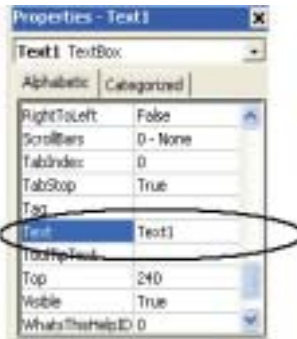 Properties - Text1
Text1 TextBox
Alphabetic Categorized
RightToLeft False
ScrollBars 0 - None
TabIndex 0
TabStop True
Tag
Text Text1
ToolTipText
Top 240
Visible True
WhatsThisHelpID 0